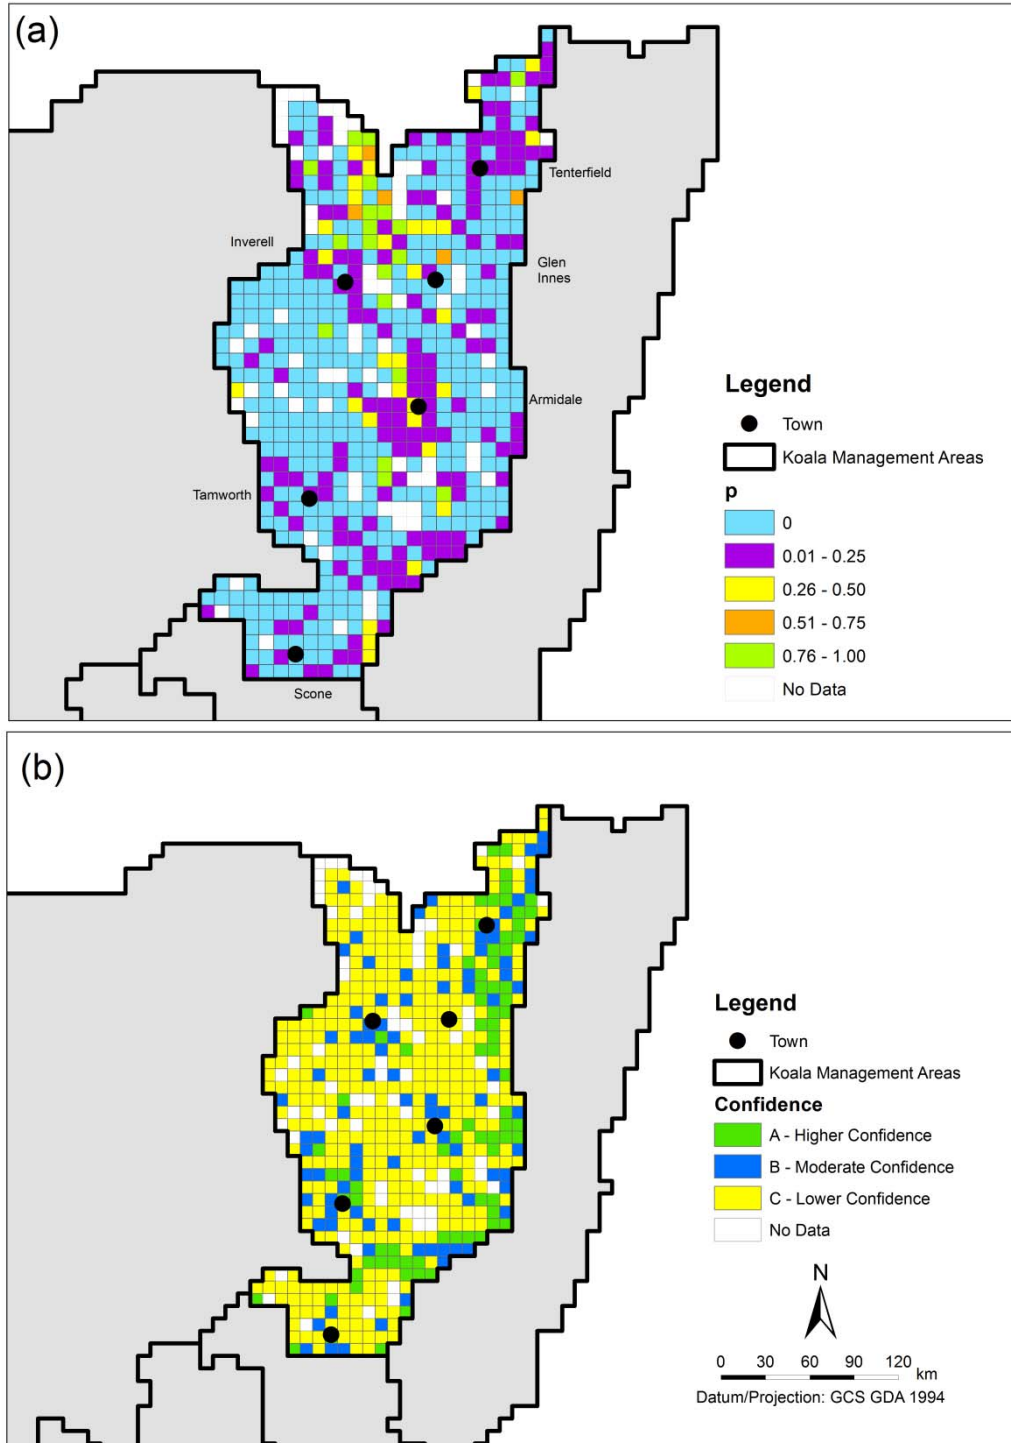 (a)
Tenterfield
Inverell
Glen
Innes
Armidale
Tamworth
Scone
Legend
Town
Koala Management Areas
p
0
0.01 - 0.25
0.26 - 0.50
0.51 - 0.75
0.76 - 1.00
No Data
(b)
Legend
Town
Koala Management Areas
Confidence
A - Higher Confidence
B - Moderate Confidence
C - Lower Confidence
No Data
N
0 30 60 90 120
km
Datum/Projection: GCS GDA 1994